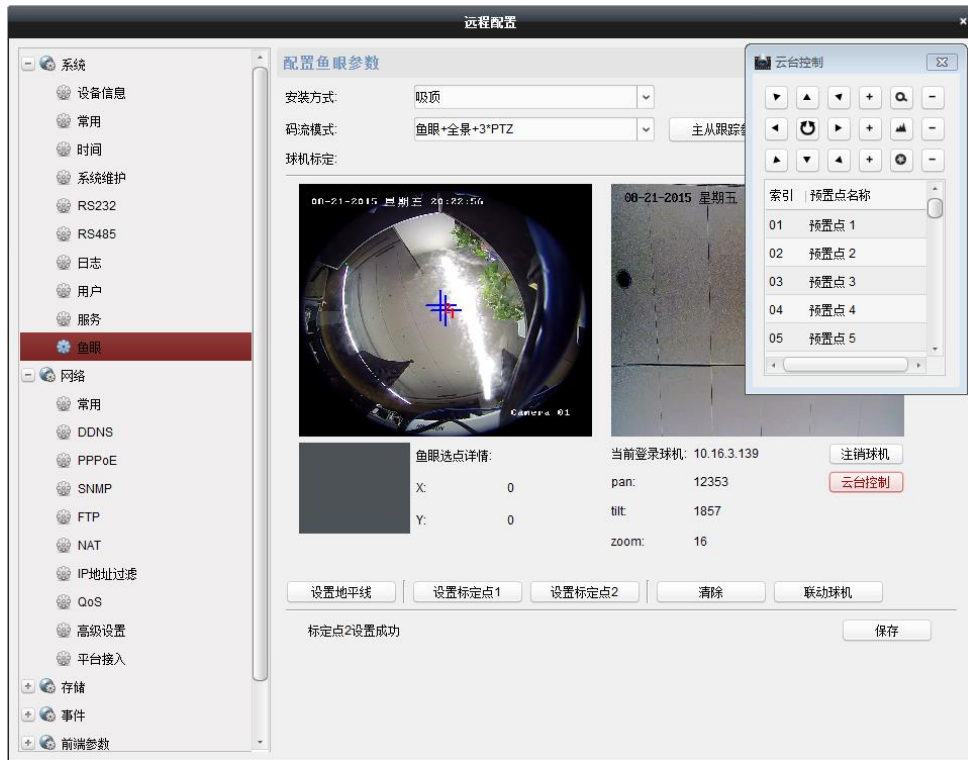 远程配置
系统
设备信息
常用
时间
系统维护
RS232
RS485
日志
用户
服务
鱼眼
网络
常用
DDNS
PPPoE
SNMP
FTP
NAT
IP地址过滤
QoS
高级设置
平台接入
存储
事件
前端参数
配置鱼眼参数
安装方式: 吸顶
码流模式: 鱼眼+全景+3*PTZ 主从跟踪
球机标定:
08-21-2015 星期五 20:22:56
Camera 01
08-21-2015 星期五
鱼眼选点详情:
X: 0
Y: 0
当前登录球机: 10.16.3.139 注销球机
pan: 12353 云台控制
tilt: 1857
zoom: 16
设置地平线 设置标定点1 设置标定点2 清除 联动球机
标定点2设置成功 保存
云台控制
索引 预置点名称
01 预置点 1
02 预置点 2
03 预置点 3
04 预置点 4
05 预置点 5